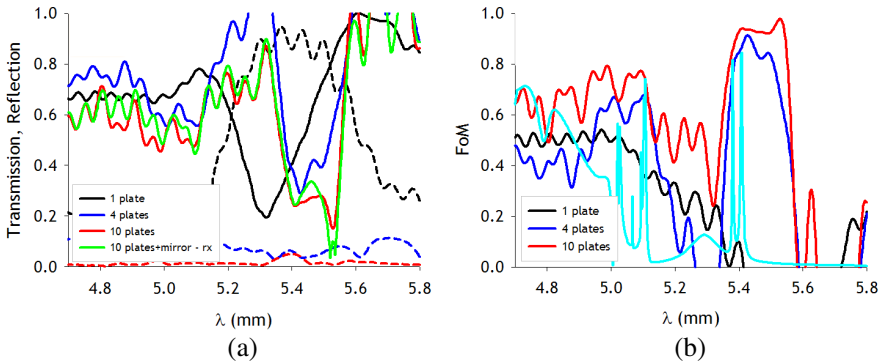 Transmission, Reflection
1.0
0.8
0.6
0.4
0.2
0.0
1 plate
4 plates
10 plates
10 plates+mirror - rx
4.8 5.0 5.2 5.4 5.6 5.8
λ (mm)
(a)
FoM
1.0
0.8
0.6
0.4
0.2
0.0
1 plate
4 plates
10 plates
4.8 5.0 5.2 5.4 5.6 5.8
λ (mm)
(b)